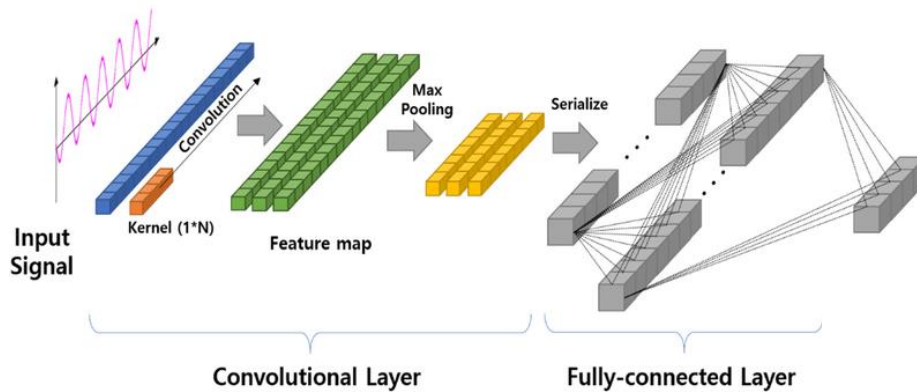 Input
Signal
Convolution
Kernel (1*N)
Feature map
Max
Pooling
Serialize
Convolutional Layer
Fully-connected Layer